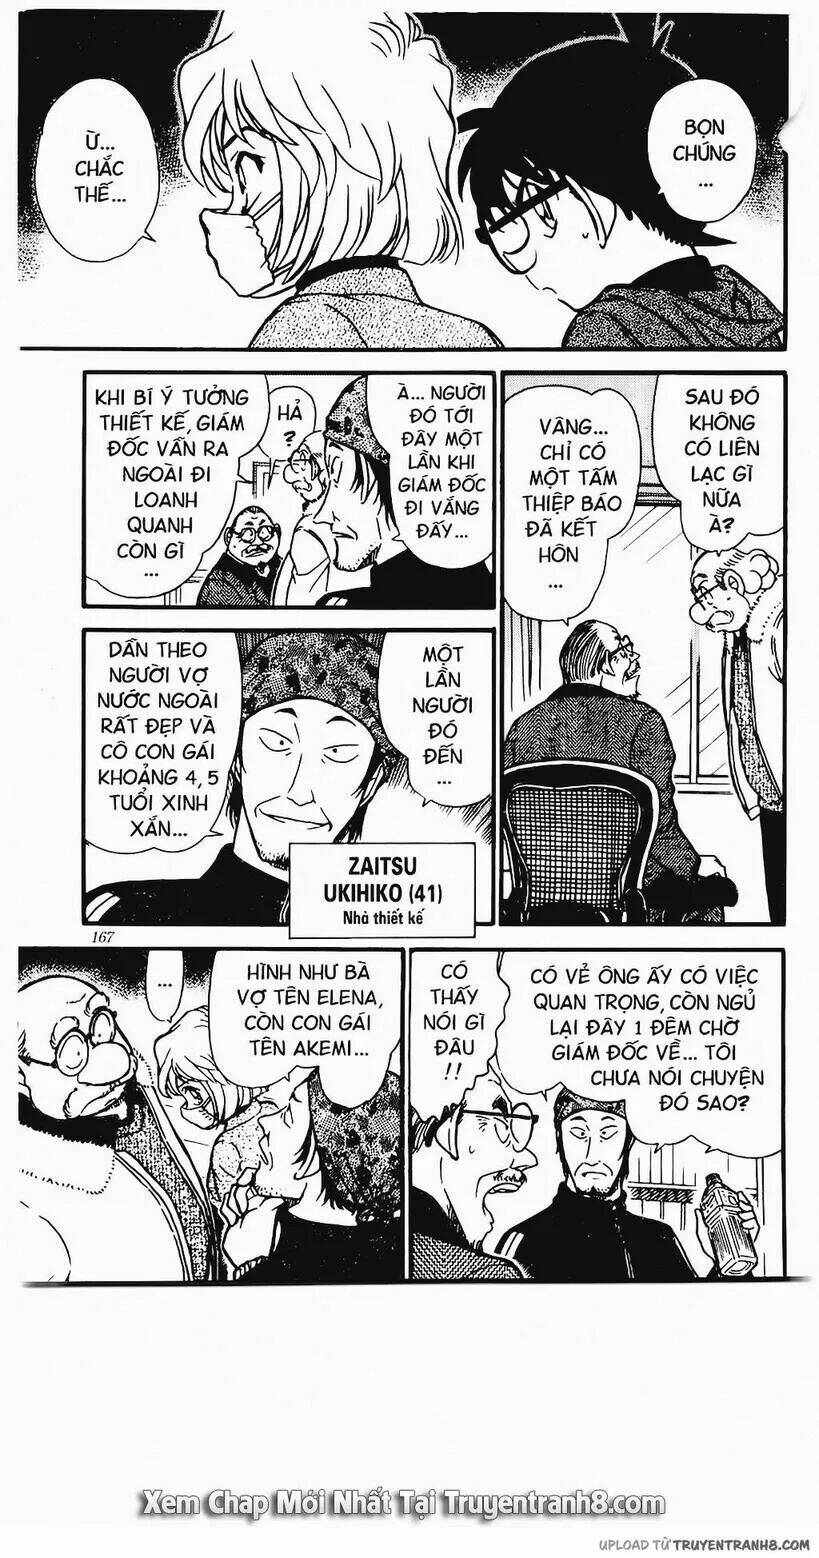 BỌN
CHÚNG
...
Ừ...
CHẮC
THẾ...
SAU ĐÓ
KHÔNG
CÓ LIÊN
LẠC GÌ
NỮA
À?
VÂNG...
CHỈ CÓ
MỘT TẤM
THIỆP BÁO
ĐÃ KẾT
HÔN
...
À... NGƯỜI
ĐÓ TỚI
ĐÂY MỘT
LẦN KHI
GIÁM ĐỐC
ĐI VẮNG
ĐẤY...
HẢ
?
KHI BÍ Ý TƯỞNG
THIẾT KẾ, GIÁM
ĐỐC VẪN RA
NGOÀI ĐI
LOANH
QUANH
CÒN GÌ
...
MỘT
LẦN
NGƯỜI
ĐÓ
ĐẾN
...
DẪN THEO
NGƯỜI VỢ
NƯỚC NGOÀI
RẤT ĐẸP VÀ
CÔ CON GÁI
KHOẢNG 4, 5
TUỔI XINH
XẮN...
ZAITSU
UKIHIKO (41)
Nhà thiết kế
167
CÓ VẺ ÔNG ẤY CÓ VIỆC
QUAN TRỌNG, CÒN NGỦ
LẠI ĐÂY 1 ĐÊM CHỜ
GIÁM ĐỐC VỀ... TÔI
CHƯA NÓI CHUYỆN
ĐÓ SAO?
CÓ
THẤY
NÓI GÌ
ĐÂU
!!
HÌNH NHƯ BÀ
VỢ TÊN ELENA,
CÒN CON GÁI
TÊN AKEMI...
...
Xem Chap Mới Nhất Tại Truyentranh8.com
UPLOAD TỪ TRUYENTRANH8.COM